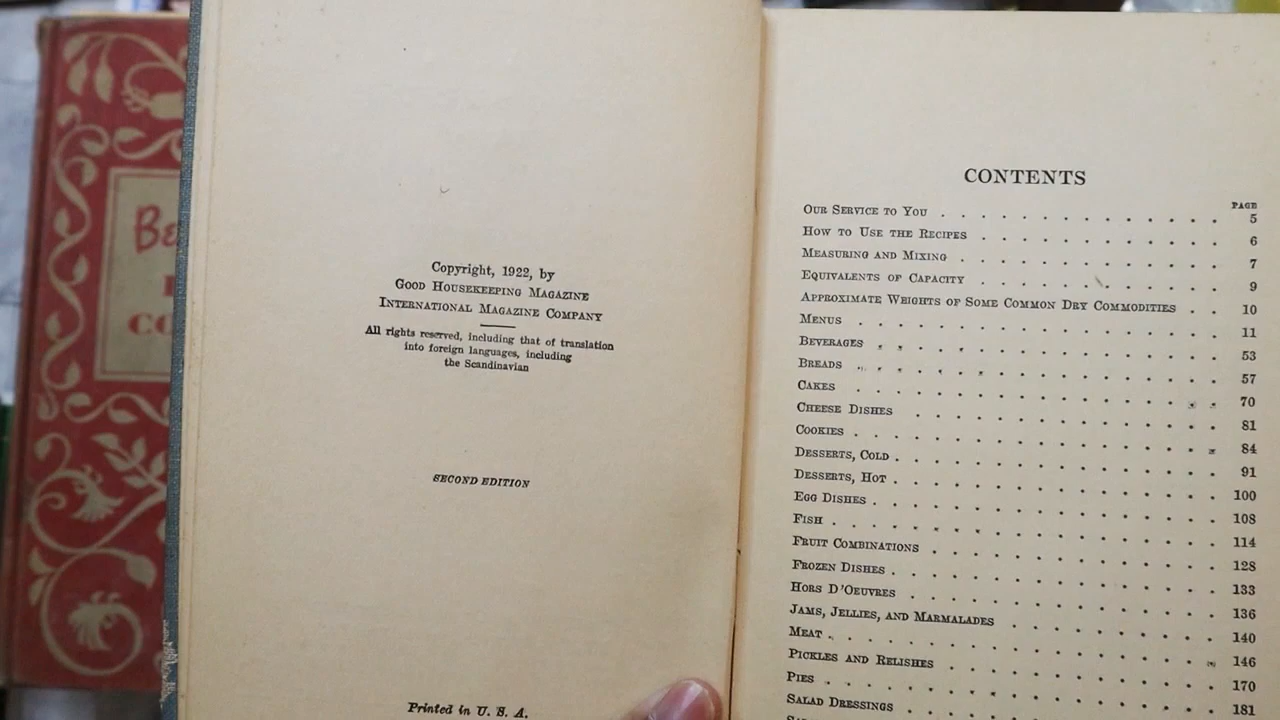 Be
CO
Copyright, 1922, by
GOOD HOUSEKEEPING MAGAZINE
INTERNATIONAL MAGAZINE COMPANY
All rights reserved, including that of translation
into foreign languages, including
the Scandinavian
SECOND EDITION
Printed in U. S. A.
CONTENTS
PAGE
OUR SERVICE TO YOU . . . . . . . . . . . . . . 5
HOW TO USE THE RECIPES . . . . . . . . . . . . 6
MEASURING AND MIXING . . . . . . . . . . . . . 7
EQUIVALENTS OF CAPACITY . . . . . . . . . . . . 9
APPROXIMATE WEIGHTS OF SOME COMMON DRY COMMODITIES . . 10
MENUS . . . . . . . . . . . . . . . . . 11
BEVERAGES . . . . . . . . . . . . . . . . 53
BREADS . . . . . . . . . . . . . . . . . 57
CAKES . . . . . . . . . . . . . . . . . 70
CHEESE DISHES . . . . . . . . . . . . . . . 81
COOKIES . . . . . . . . . . . . . . . . . 84
DESSERTS, COLD . . . . . . . . . . . . . . . 91
DESSERTS, HOT . . . . . . . . . . . . . . . 100
EGG DISHES . . . . . . . . . . . . . . . . 108
FISH . . . . . . . . . . . . . . . . . . 114
FRUIT COMBINATIONS . . . . . . . . . . . . . . 128
FROZEN DISHES . . . . . . . . . . . . . . . 133
HORS D'OEUVRES . . . . . . . . . . . . . . . 136
JAMS, JELLIES, AND MARMALADES . . . . . . . . . . 140
MEAT . . . . . . . . . . . . . . . . . . 146
PICKLES AND RELISHES . . . . . . . . . . . . . 170
PIES . . . . . . . . . . . . . . . . . . 181
SALAD DRESSINGS . . . . . . . . . . . . . .